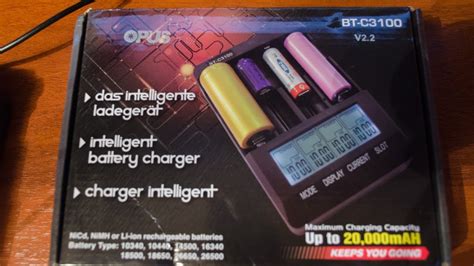 OPUS
BT-C3100
V2.2
BT-C3100
das intelligente
ladegerät
intelligent
battery charger
charger intelligent
SLOT
CURRENT
DISPLAY
MODE
NiCd, NiMH or Li-ion rechargeable batteries
Battery Type: 10340, 10440, 14500, 16340
18500, 18650, 26650, 26500
Maximum Charging Capacity
Up to 20,000mAH
KEEPS YOU GOING